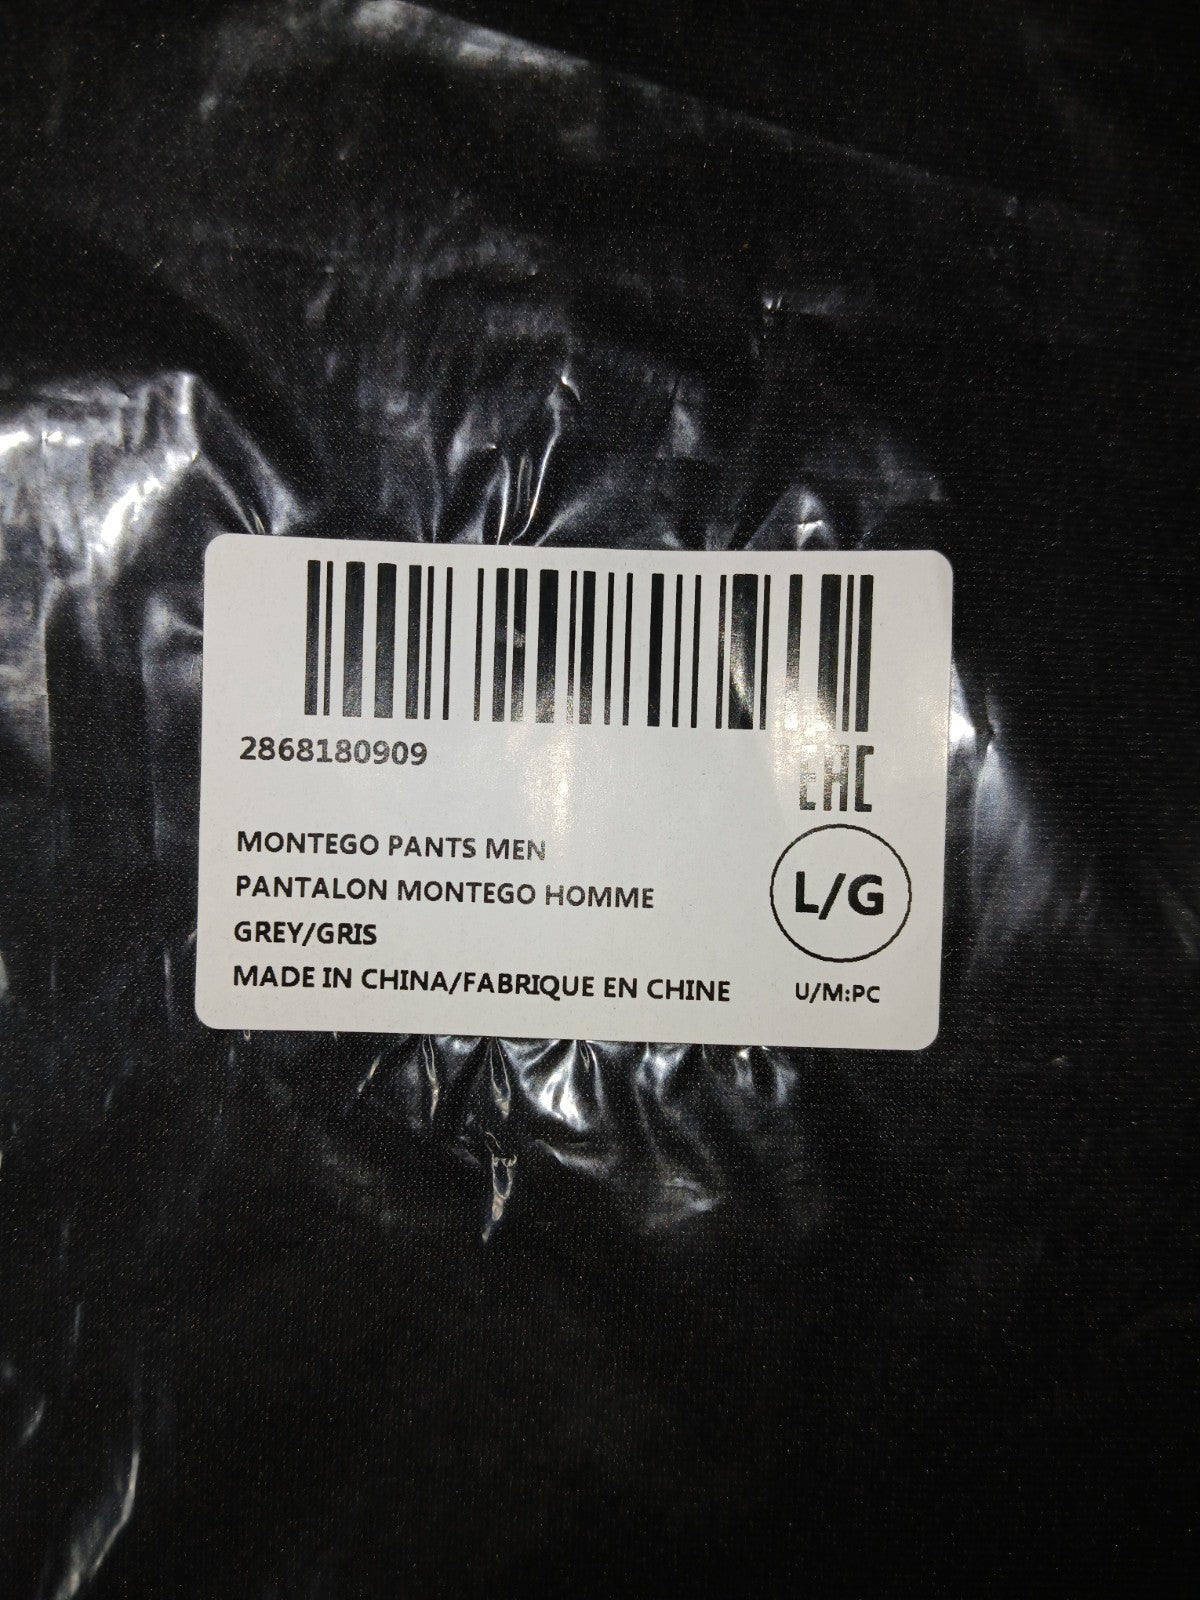 2868180909
EAC
MONTEGO PANTS MEN
PANTALON MONTEGO HOMME
GREY/GRIS
MADE IN CHINA/FABRIQUE EN CHINE
L/G
U/M:PC